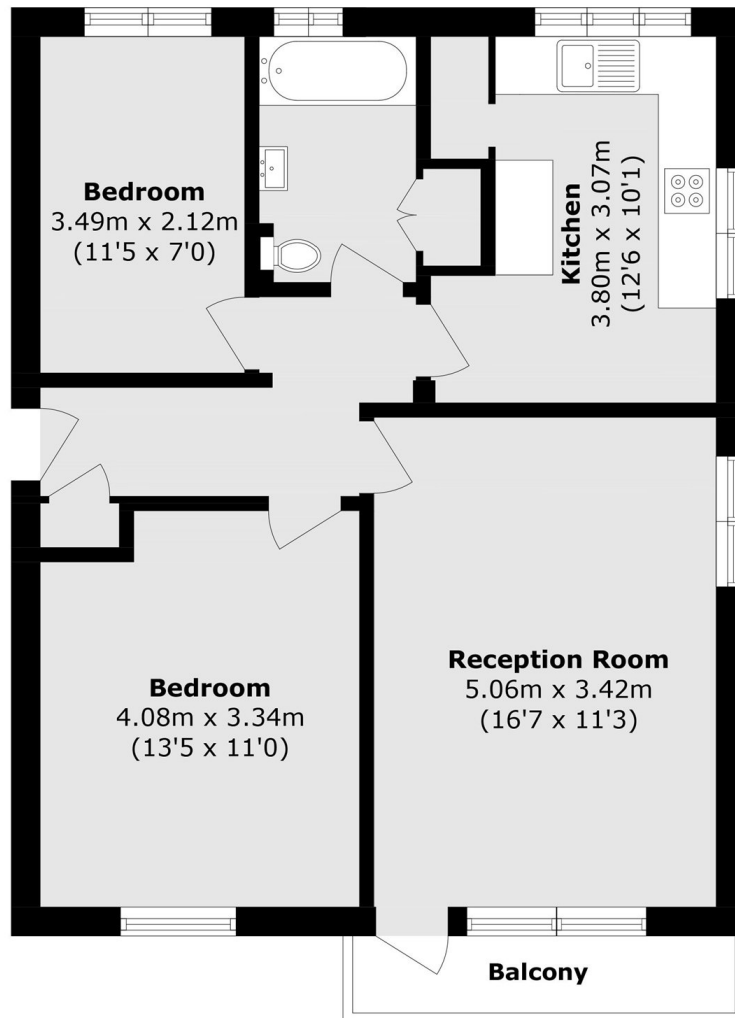 Bedroom
3.49m x 2.12m
(11'5 x 7'0)
Kitchen
3.80m x 3.07m
(12'6 x 10'1)
Bedroom
4.08m x 3.34m
(13'5 x 11'0)
Reception Room
5.06m x 3.42m
(16'7 x 11'3)
Balcony